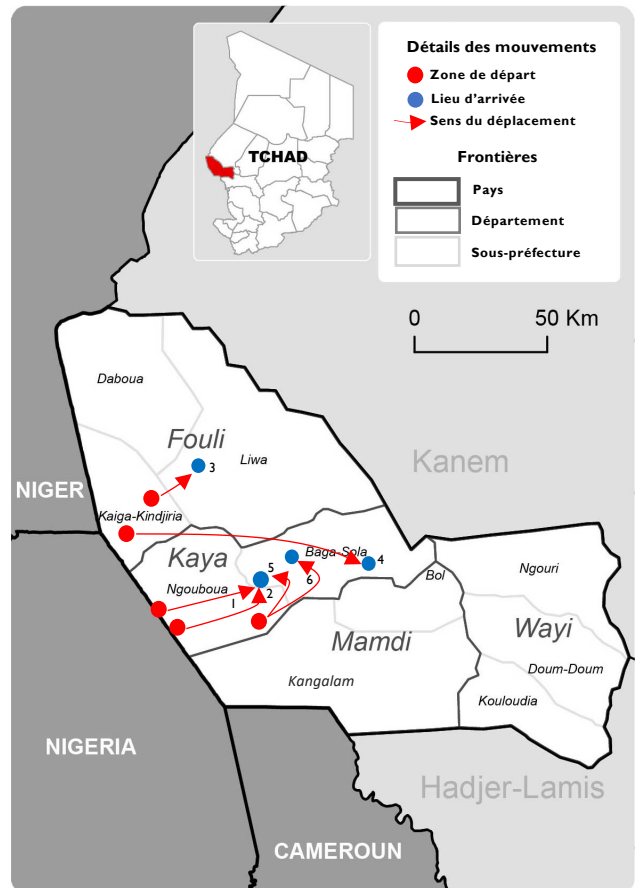 Détails des mouvements
Zone de départ
Lieu d'arrivée
Sens du déplacement
Frontières
Pays
Département
Sous-préfecture
TCHAD
0 50 Km
Daboua
Fouli
Liwa
3
Kanem
NIGER
Kaiga-Kindjiria
Kaya
Baga-Sola
5
4
6
Ngouboua
1
2
Bol
Ngouri
Wayi
Mamdi
Doum-Doum
Kangalam
Kouloudia
NIGERIA
Hadjer-Lamis
CAMEROUN